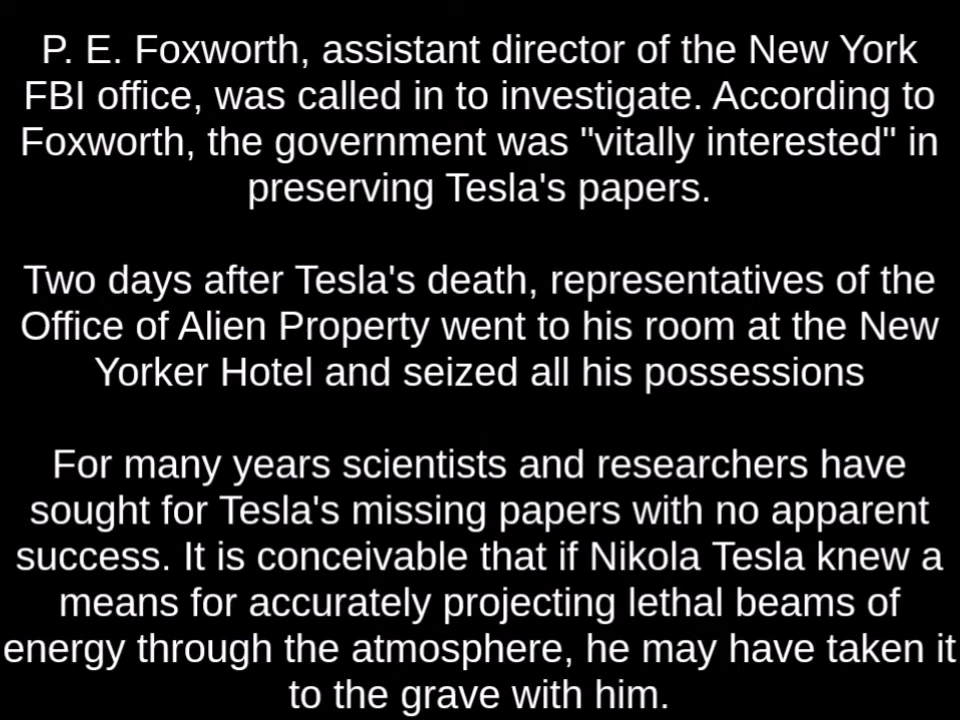 P. E. Foxworth, assistant director of the New York
FBI office, was called in to investigate. According to
Foxworth, the government was "vitally interested" in
preserving Tesla's papers.
Two days after Tesla's death, representatives of the
Office of Alien Property went to his room at the New
Yorker Hotel and seized all his possessions
For many years scientists and researchers have
sought for Tesla's missing papers with no apparent
success. It is conceivable that if Nikola Tesla knew a
means for accurately projecting lethal beams of
energy through the atmosphere, he may have taken it
to the grave with him.